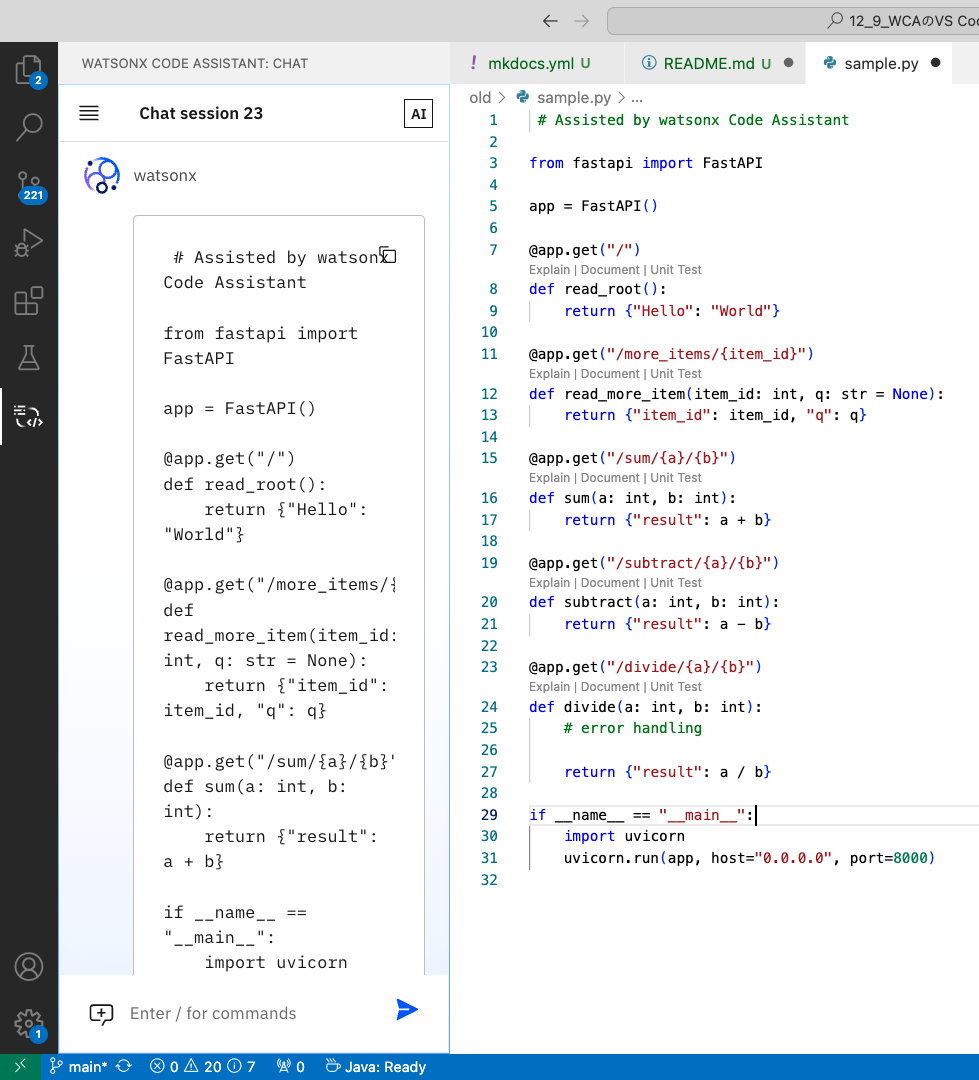 12_9_WCAのVS Co
WATSONX CODE ASSISTANT: CHAT
! mkdocs.yml U
README.md U
sample.py
2
221
1
Chat session 23
AI
watsonx
# Assisted by watsonx
Code Assistant
from fastapi import
FastAPI
app = FastAPI()
@app.get("/")
def read_root():
return {"Hello":
"World"}
@app.get("/more_items/{
def
read_more_item(item_id:
int, q: str = None):
return {"item_id":
item_id, "q": q}
@app.get("/sum/{a}/{b}"
def sum(a: int, b:
int):
return {"result":
a + b}
if __name__ ==
"__main__":
import uvicorn
Enter / for commands
old > sample.py > ...
1 # Assisted by watsonx Code Assistant
2
3 from fastapi import FastAPI
4
5 app = FastAPI()
6
7 @app.get("/")
Explain | Document | Unit Test
8 def read_root():
9 return {"Hello": "World"}
10
11 @app.get("/more_items/{item_id}")
Explain | Document | Unit Test
12 def read_more_item(item_id: int, q: str = None):
13 return {"item_id": item_id, "q": q}
14
15 @app.get("/sum/{a}/{b}")
Explain | Document | Unit Test
16 def sum(a: int, b: int):
17 return {"result": a + b}
18
19 @app.get("/subtract/{a}/{b}")
Explain | Document | Unit Test
20 def subtract(a: int, b: int):
21 return {"result": a - b}
22
23 @app.get("/divide/{a}/{b}")
Explain | Document | Unit Test
24 def divide(a: int, b: int):
25 # error handling
26
27 return {"result": a / b}
28
29 if __name__ == "__main__":
30 import uvicorn
31 uvicorn.run(app, host="0.0.0.0", port=8000)
32
main* 0 20 7 0 Java: Ready